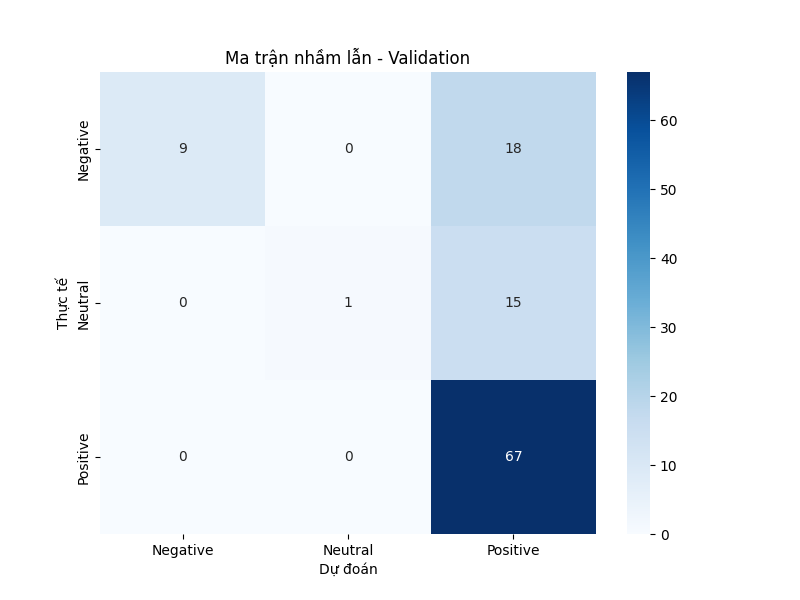 Ma trận nhầm lẫn - Validation
Negative
9
0
18
Thực tế
Neutral
0
1
15
Positive
0
0
67
Negative
Neutral
Positive
Dự đoán
60
50
40
30
20
10
0